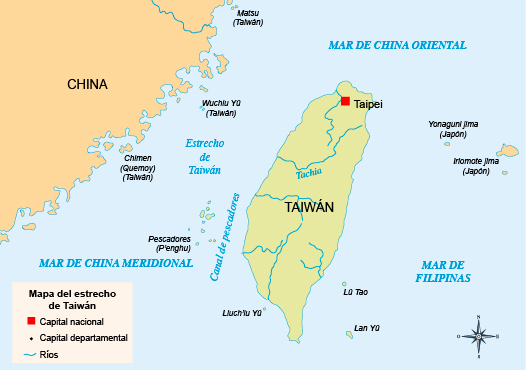 Matsu
(Taiwán)
MAR DE CHINA ORIENTAL
CHINA
Wuchiu Yü
(Taiwán)
Taipei
Yonaguni jima
(Japón)
Estrecho
de
Taiwán
Chimen
(Quemoy)
(Taiwán)
Iriomote jima
(Japón)
Tachia
TAIWÁN
Canal de pescadores
Pescadores
(P'enghu)
MAR DE CHINA MERIDIONAL
MAR DE
FILIPINAS
Lü Tao
Lluch'iu Yü
Lan Yü
Mapa del estrecho
de Taiwán
Capital nacional
Capital departamental
Ríos
N
S